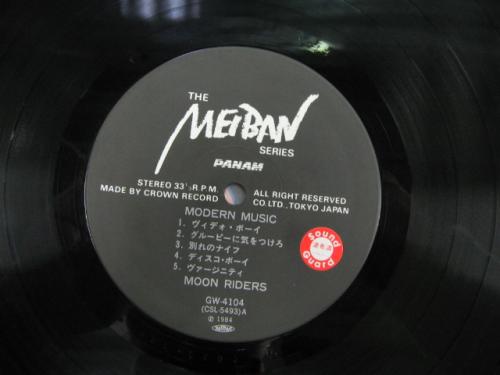 THE
MEIBAN
SERIES
PANAM
STEREO 33⅓R.P.M.
MADE BY CROWN RECORD
ALL RIGHT RESERVED
CO.LTD.,TOKYO JAPAN
MODERN MUSIC
1. ヴィデオ・ボーイ
2. グルーピーに気をつけろ
3. 別れのナイフ
4. ディスコ・ボーイ
5. ヴァージニティ
MOON RIDERS
GW-4104
(CSL-5493)A
℗ 1984
Sound
Guard